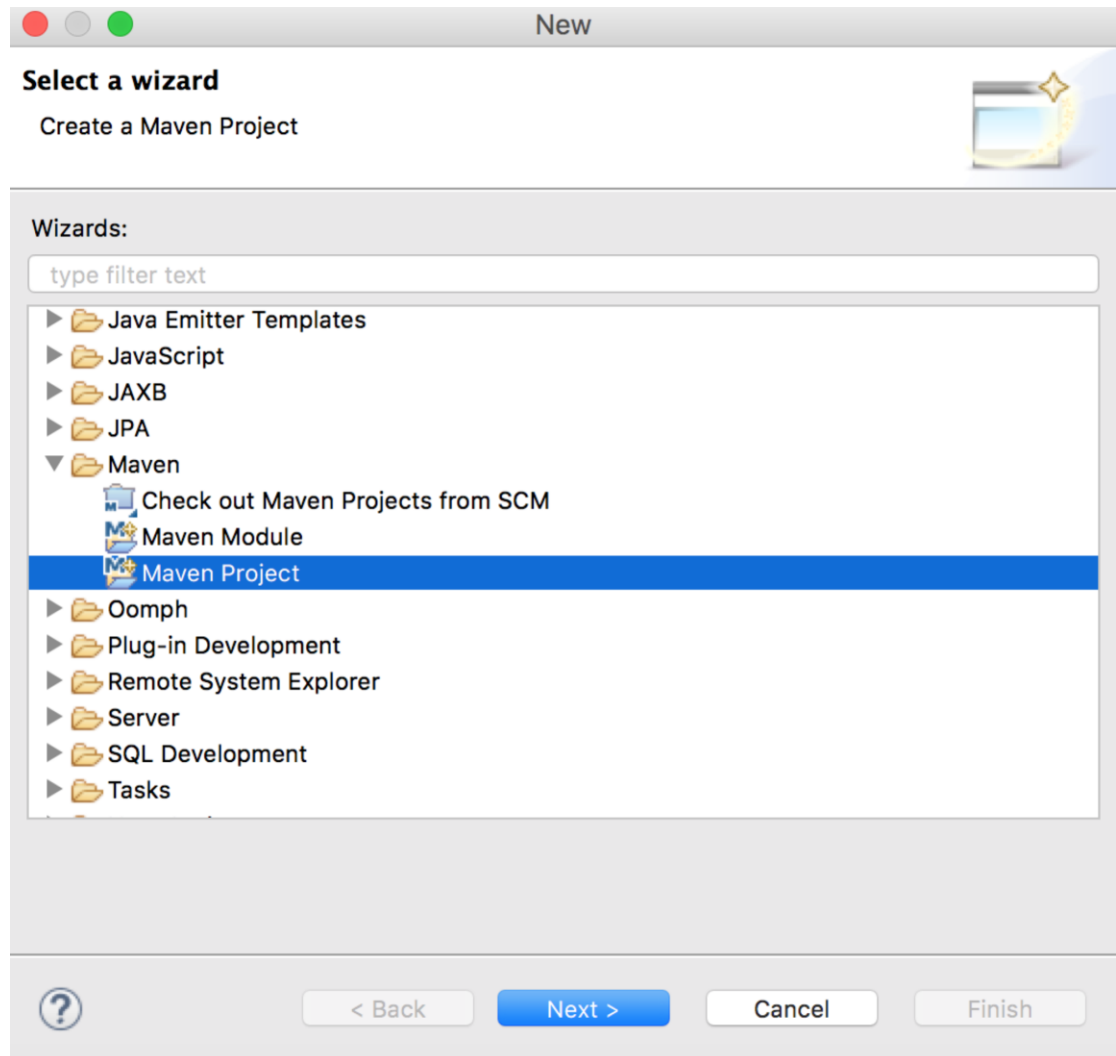 New
Select a wizard
Create a Maven Project
Wizards:
type filter text
Java Emitter Templates
JavaScript
JAXB
JPA
Maven
Check out Maven Projects from SCM
Maven Module
Maven Project
Oomph
Plug-in Development
Remote System Explorer
Server
SQL Development
Tasks
?
< Back
Next >
Cancel
Finish